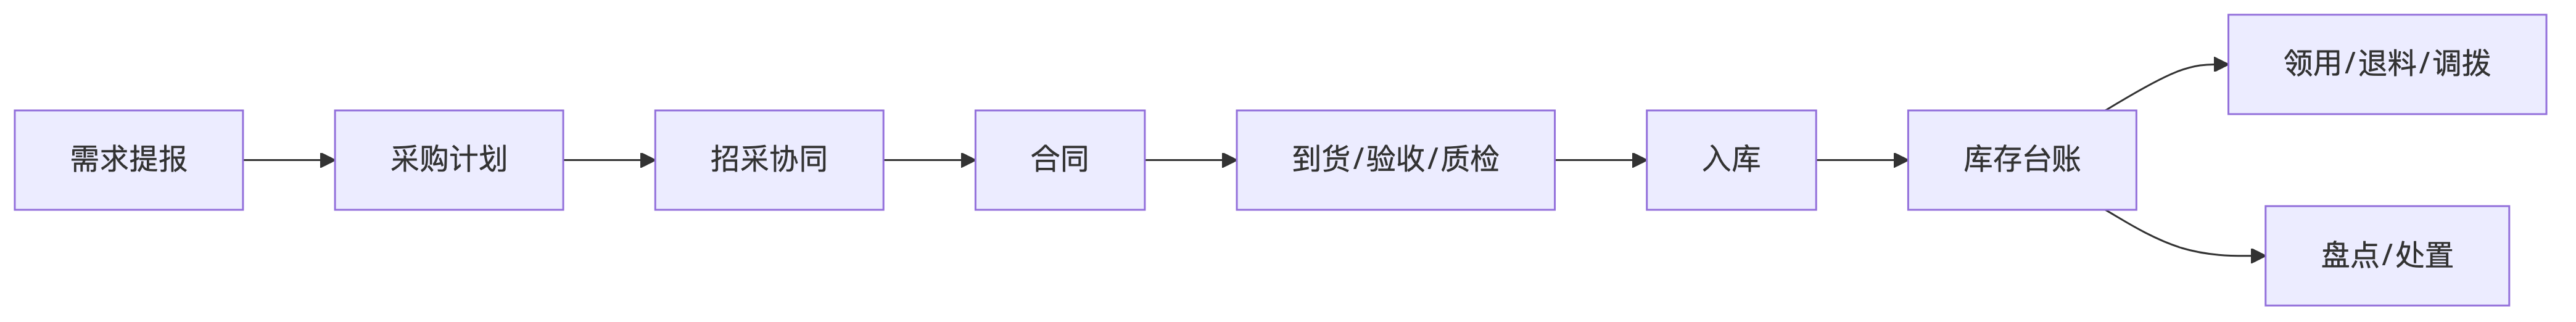 需求提报
采购计划
招采协同
合同
到货/验收/质检
入库
库存台账
领用/退料/调拨
盘点/处置